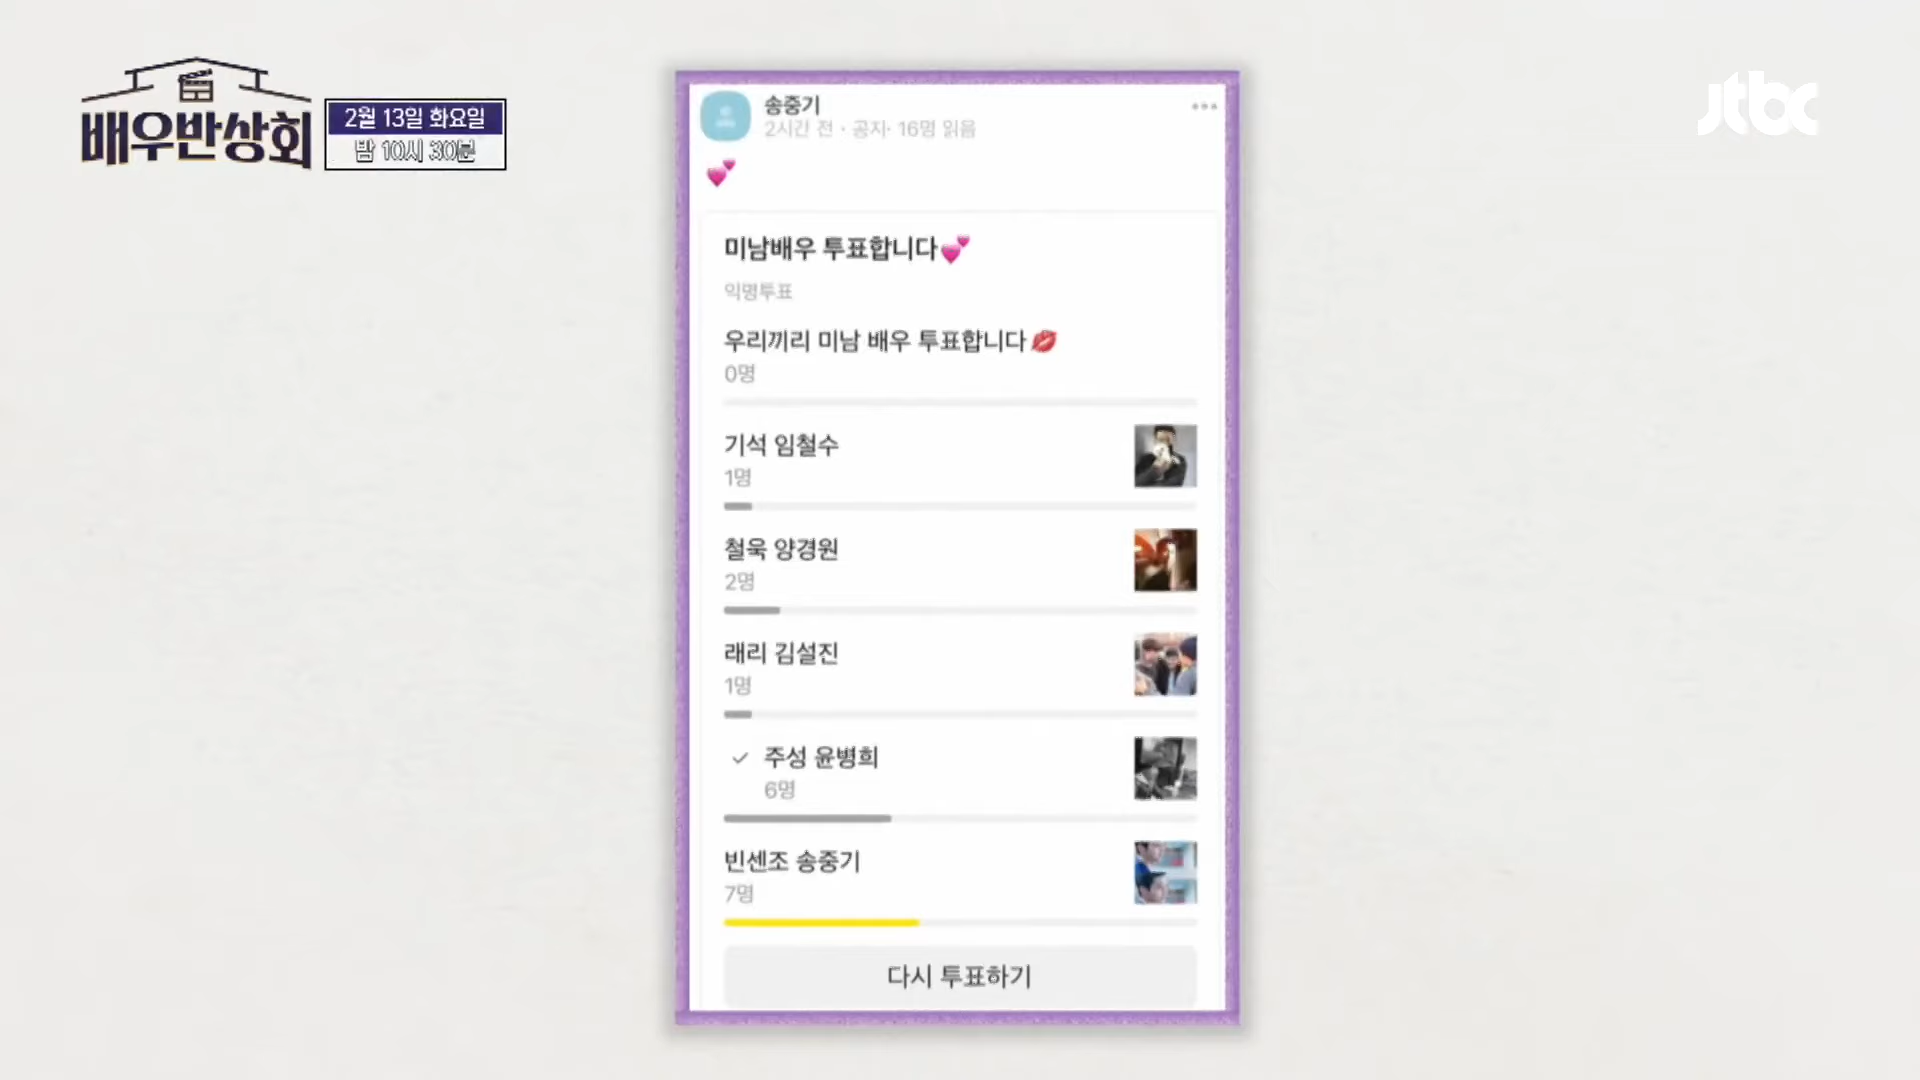 배우반상회
2월 13일 화요일
밤 10시 30분
jtbc
송중기
2시간 전 · 공지· 16명 읽음
💕
미남배우 투표합니다💕
익명투표
우리끼리 미남 배우 투표합니다💋
0명
기석 임철수
1명
철욱 양경원
2명
래리 김설진
1명
주성 윤병희
6명
빈센조 송중기
7명
다시 투표하기